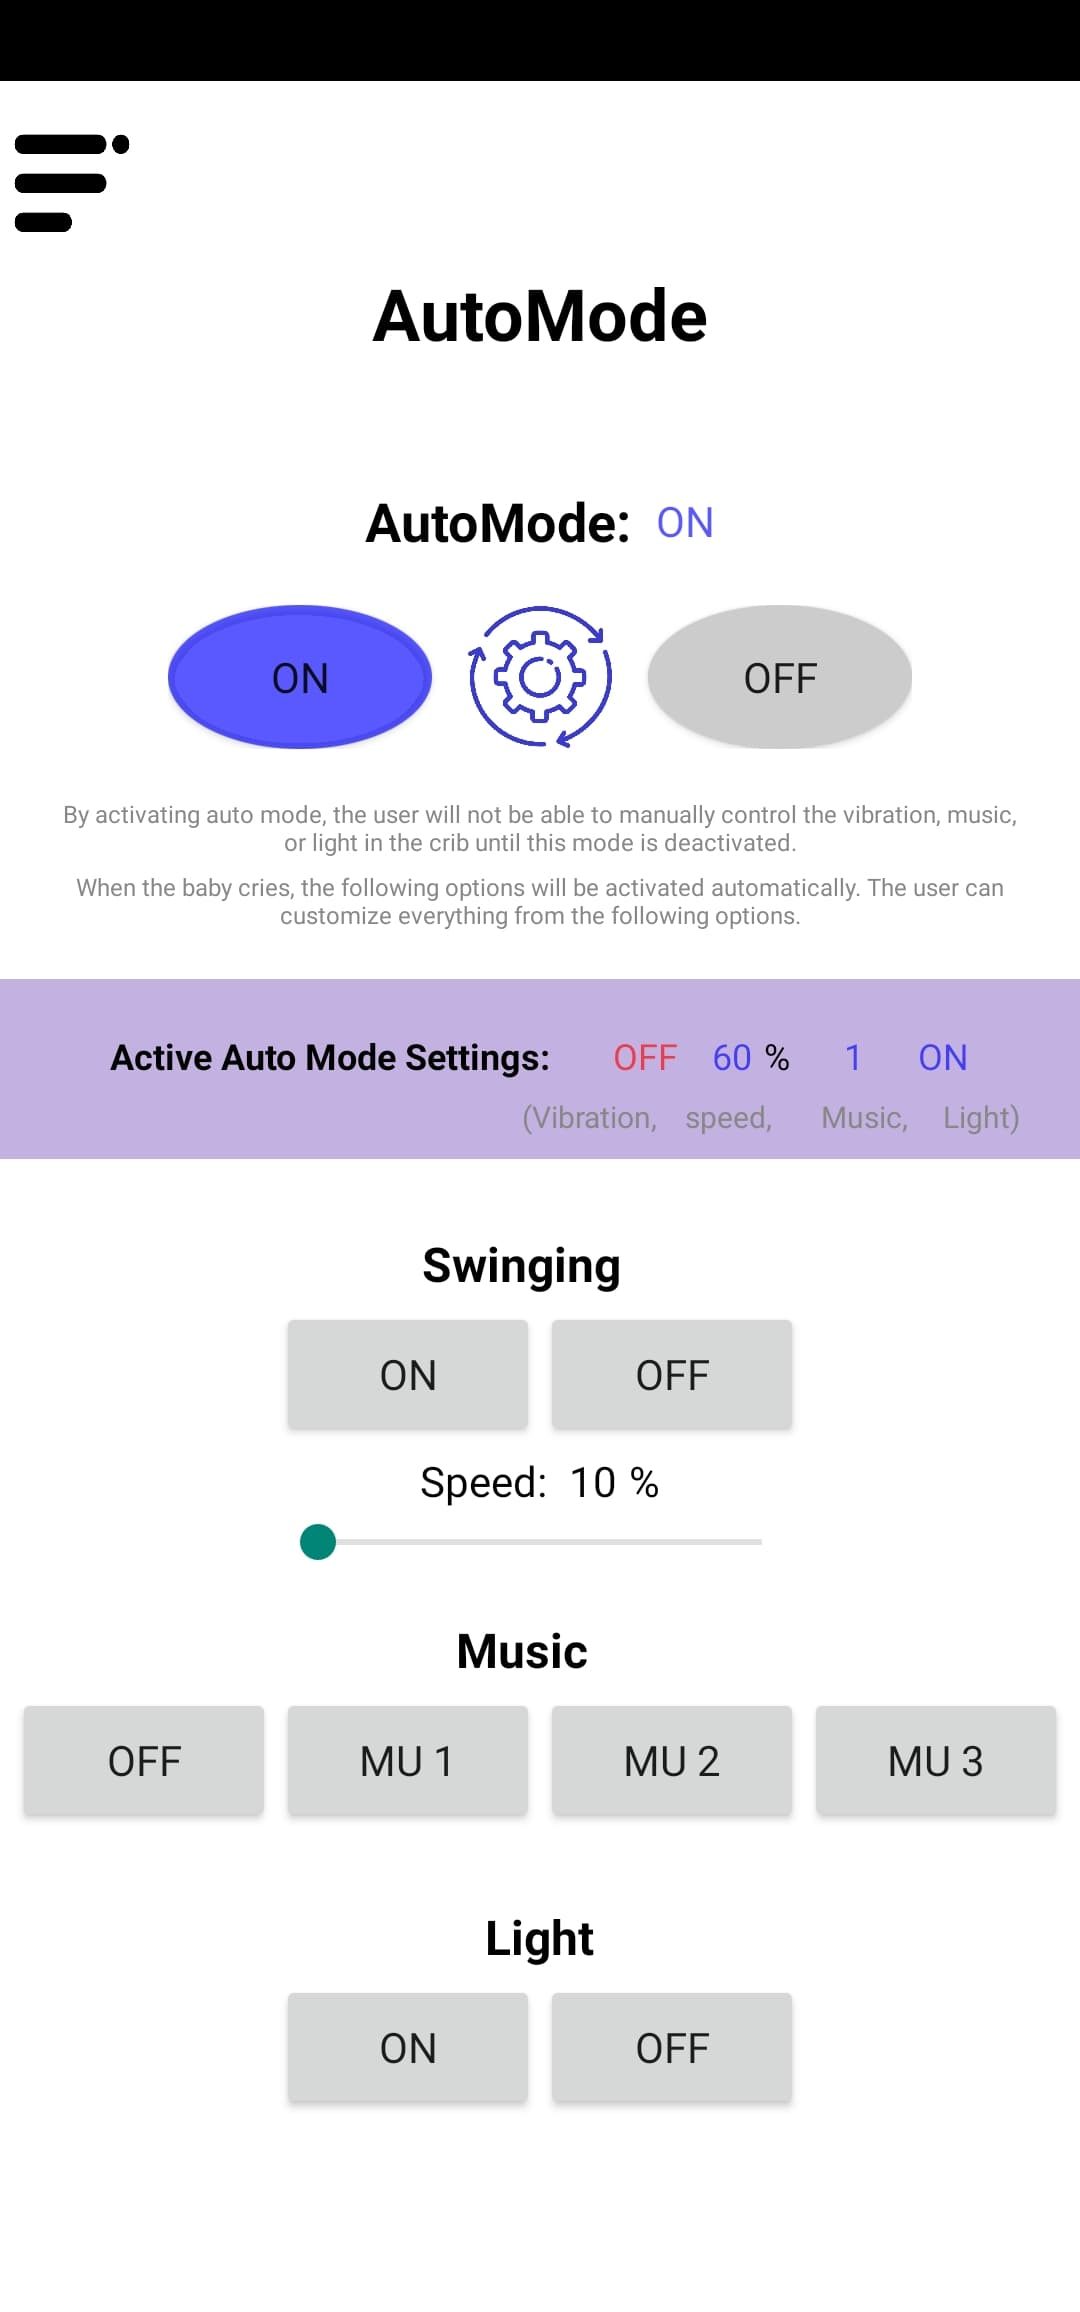 AutoMode
AutoMode: ON
ON OFF
By activating auto mode, the user will not be able to manually control the vibration, music,
or light in the crib until this mode is deactivated.
When the baby cries, the following options will be activated automatically. The user can
customize everything from the following options.
Active Auto Mode Settings: OFF 60 % 1 ON
(Vibration, speed, Music, Light)
Swinging
ON OFF
Speed: 10 %
Music
OFF MU 1 MU 2 MU 3
Light
ON OFF